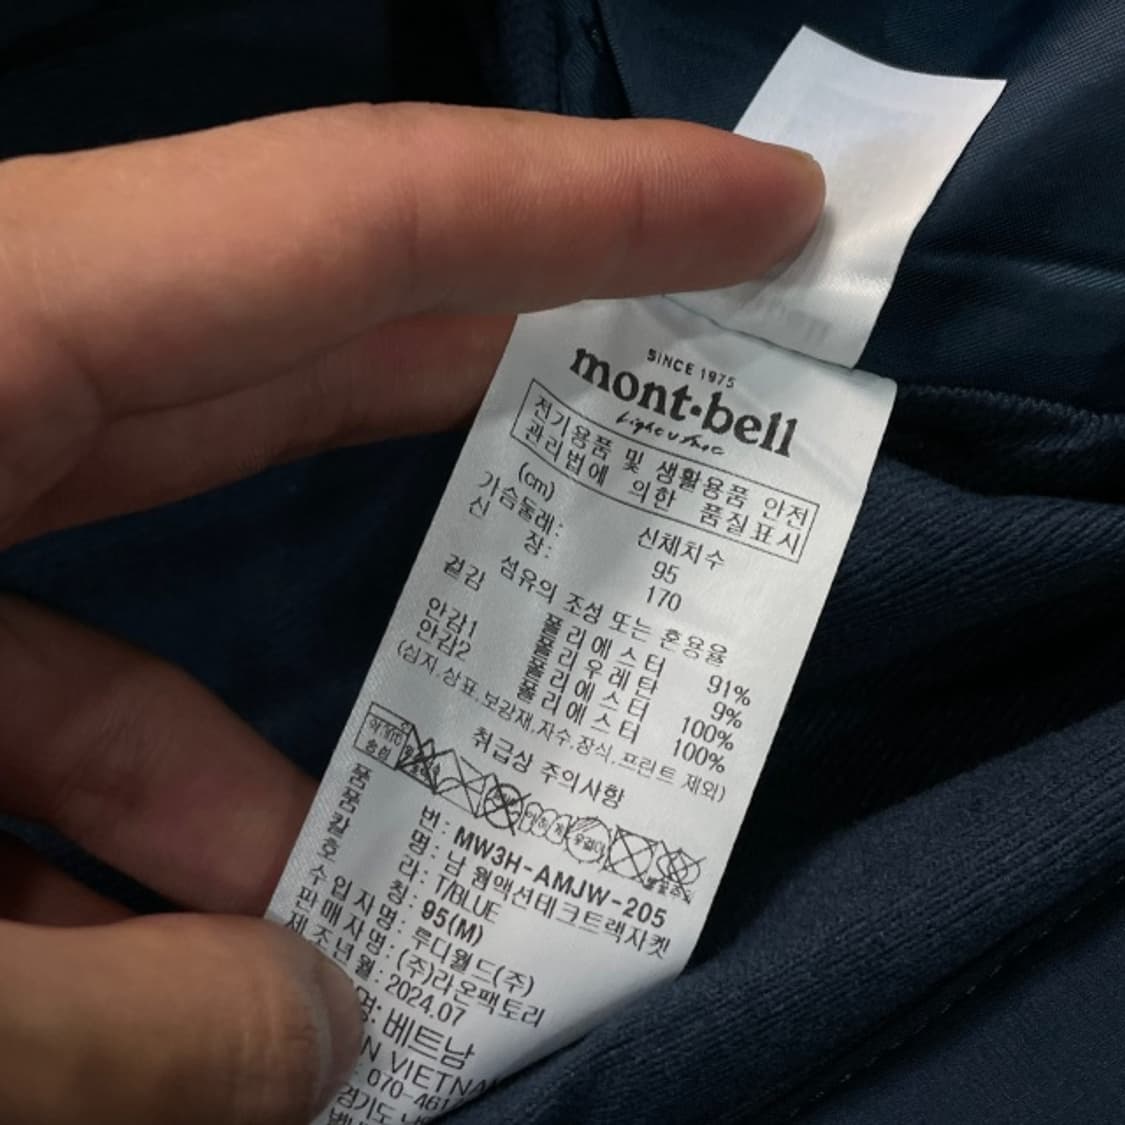 SINCE 1975
mont·bell
전기용품 및 생활용품 안전
관리법에 의한 품질표시
(cm) 신체치수
가슴둘레: 95
신 장: 170
섬유의 조성 또는 혼용율
겉감 폴리에스터 91%
폴리우레탄 9%
안감1 폴리에스터 100%
안감2 폴리에스터 100%
(심지,상표,보강재,자수,장식,프린트 제외)
취급상 주의사항
품 번: MW3H-AMJW-205
품 명: 남 웜액션테크트랙자켓
칼 라: T/BLUE
호 칭: 95(M)
수입자명: 루디월드(주)
판매자명: (주)라온팩토리
제조년월: 2024.07
명: 베트남
N VIETNA
070-461
경기도